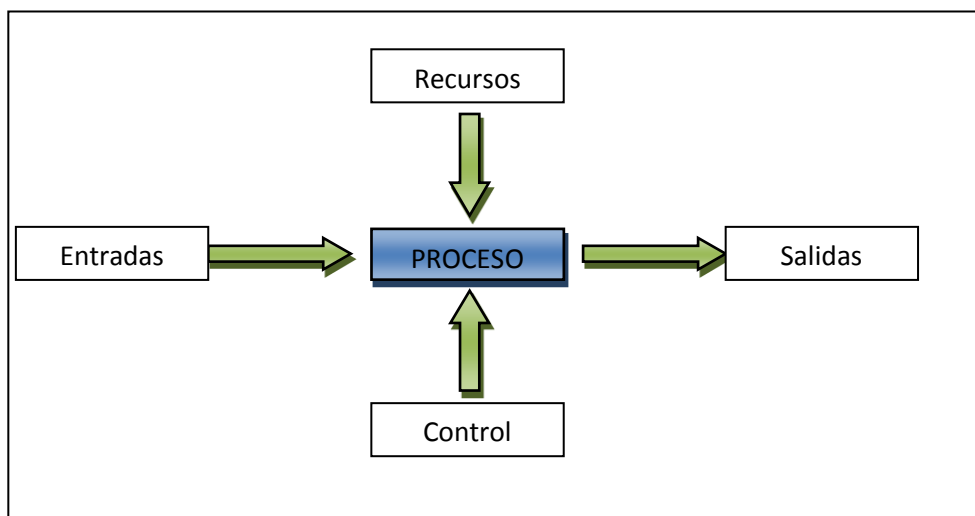 Recursos
Entradas
PROCESO
Salidas
Control